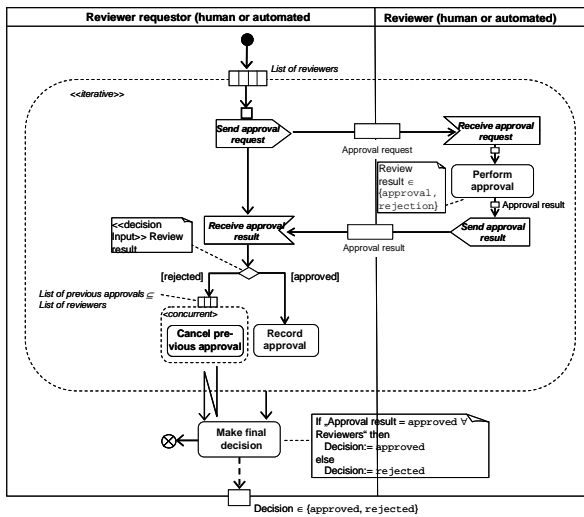 Reviewer requestor (human or automated
Reviewer (human or automated)
List of reviewers
<<iterative>>
Send approval
request
Approval request
Receive approval
request
Review
result ∈
{approval,
rejection}
Perform
approval
Approval result
<<decision
Input>> Review
result
Receive approval
result
Approval result
Send approval
result
[rejected]
[approved]
List of previous approvals ⊆
List of reviewers
<concurrent>
Cancel pre-
vious approval
Record
approval
Make final
decision
If „Approval result = approved ∀
Reviewers“ then
Decision:= approved
else
Decision:= rejected
Decision ∈ {approved, rejected}